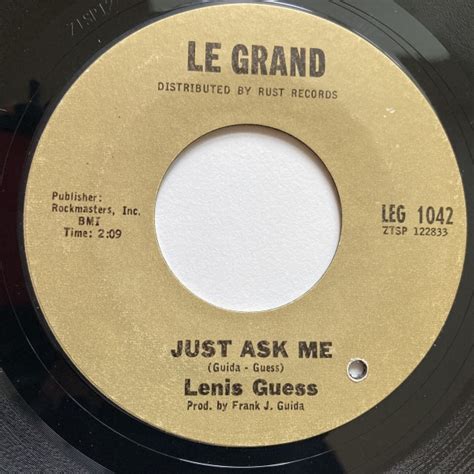 LE GRAND
DISTRIBUTED BY RUST RECORDS
Publisher:
Rockmasters, Inc.
BMI
Time: 2:09
LEG 1042
ZTSP 122833
JUST ASK ME
(Guida - Guess)
Lenis Guess
Prod. by Frank J. Guida